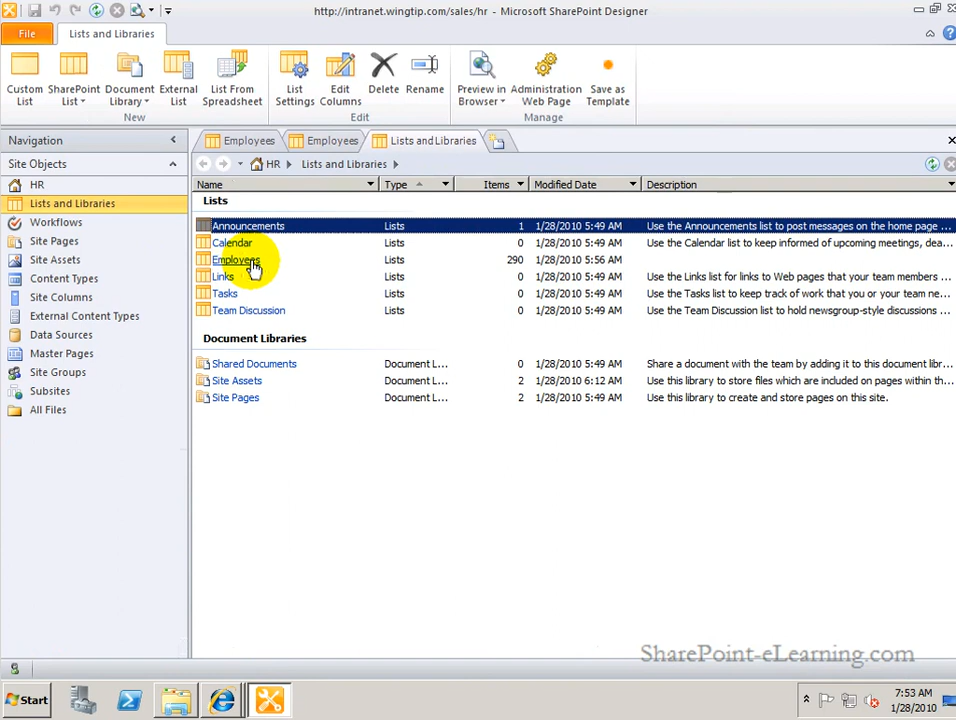 http://intranet.wingtip.com/sales/hr - Microsoft SharePoint Designer
File
Lists and Libraries
Custom List
SharePoint List
Document Library
External List
List From Spreadsheet
List Settings
Edit Columns
Delete
Rename
Preview in Browser
Administration Web Page
Save as Template
New
Edit
Manage
Navigation
Employees
Employees
Lists and Libraries
Site Objects
HR
Lists and Libraries
HR
Lists and Libraries
Workflows
Site Pages
Site Assets
Content Types
Site Columns
External Content Types
Data Sources
Master Pages
Site Groups
Subsites
All Files
Name Type Items Modified Date Description
Lists
Announcements Lists 1 1/28/2010 5:49 AM Use the Announcements list to post messages on the home page ...
Calendar Lists 0 1/28/2010 5:49 AM Use the Calendar list to keep informed of upcoming meetings, dea...
Employees Lists 290 1/28/2010 5:56 AM
Links Lists 0 1/28/2010 5:49 AM Use the Links list for links to Web pages that your team members ...
Tasks Lists 0 1/28/2010 5:49 AM Use the Tasks list to keep track of work that you or your team ne...
Team Discussion Lists 0 1/28/2010 5:49 AM Use the Team Discussion list to hold newsgroup-style discussions ...
Document Libraries
Shared Documents Document L... 0 1/28/2010 5:49 AM Share a document with the team by adding it to this document libr...
Site Assets Document L... 2 1/28/2010 6:12 AM Use this library to store files which are included on pages within th...
Site Pages Document L... 2 1/28/2010 5:49 AM Use this library to create and store pages on this site.
SharePoint-eLearning.com
Start
7:53 AM
1/28/2010